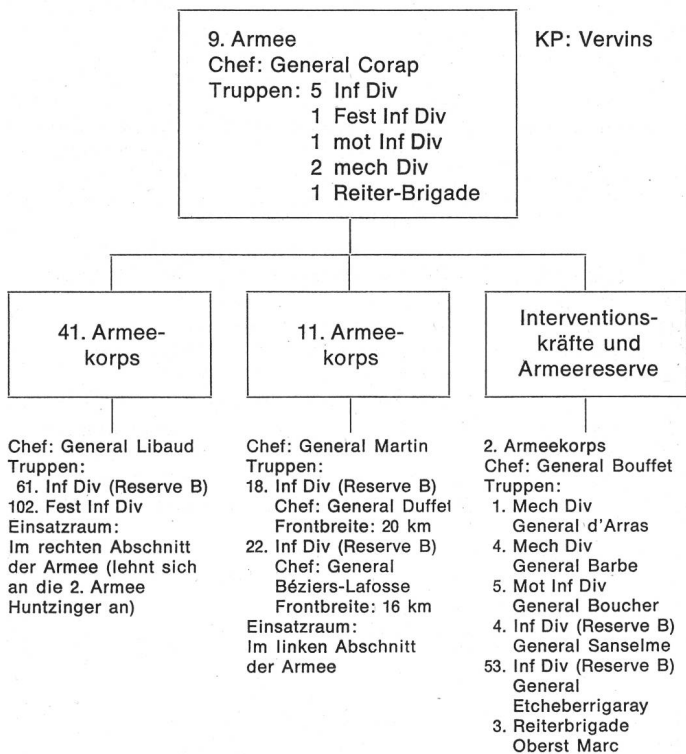 9. Armee
Chef: General Corap
Truppen: 5 Inf Div
1 Fest Inf Div
1 mot Inf Div
2 mech Div
1 Reiter-Brigade
KP: Vervins
41. Armee-
korps
11. Armee-
korps
Interventions-
kräfte und
Armeereserve
Chef: General Libaud
Truppen:
61. Inf Div (Reserve B)
102. Fest Inf Div
Einsatzraum:
Im rechten Abschnitt
der Armee (lehnt sich
an die 2. Armee
Huntzinger an)
Chef: General Martin
Truppen:
18. Inf Div (Reserve B)
Chef: General Duffet
Frontbreite: 20 km
22. Inf Div (Reserve B)
Chef: General
Béziers-Lafosse
Frontbreite: 16 km
Einsatzraum:
Im linken Abschnitt
der Armee
2. Armeekorps
Chef: General Bouffet
Truppen:
1. Mech Div
General d'Arras
4. Mech Div
General Barbe
5. Mot Inf Div
General Boucher
4. Inf Div (Reserve B)
General Sanselme
53. Inf Div (Reserve B)
General
Etcheberrigaray
3. Reiterbrigade
Oberst Marc